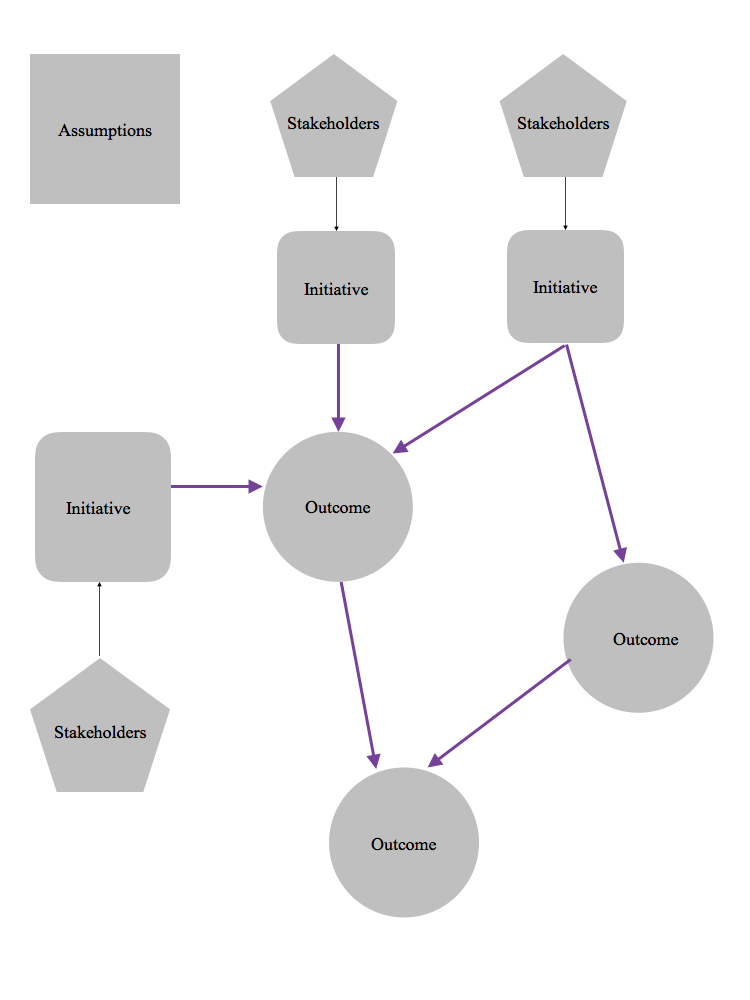 Assumptions
Stakeholders
Stakeholders
Initiative
Initiative
Initiative
Outcome
Outcome
Stakeholders
Outcome